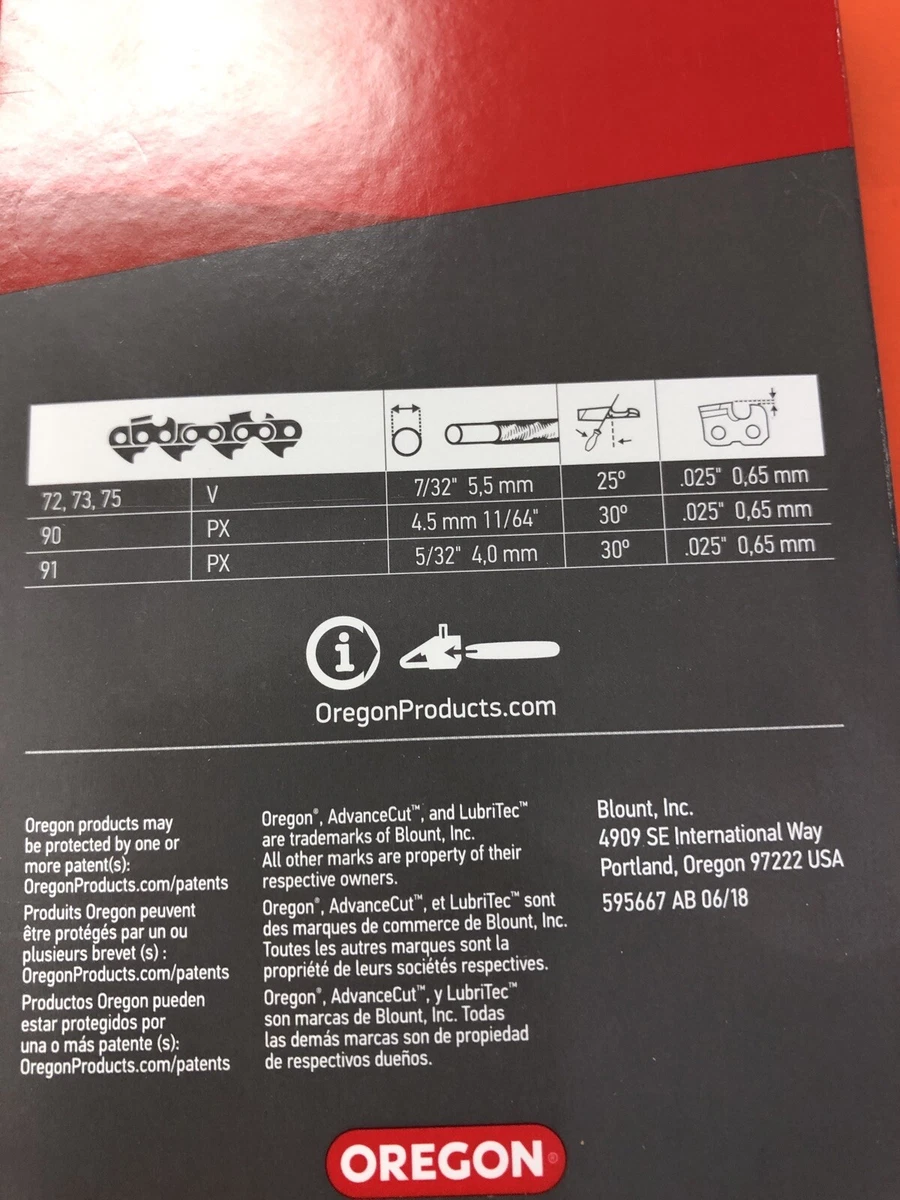 72, 73, 75 V 7/32" 5,5 mm 25º .025" 0,65 mm
90 PX 4.5 mm 11/64" 30º .025" 0,65 mm
91 PX 5/32" 4,0 mm 30º .025" 0,65 mm
i
OregonProducts.com
Oregon products may
be protected by one or
more patent(s):
OregonProducts.com/patents
Produits Oregon peuvent
être protégés par un ou
plusieurs brevet (s) :
OregonProducts.com/patents
Productos Oregon pueden
estar protegidos por
una o más patente (s):
OregonProducts.com/patents
Oregon®, AdvanceCut™, and LubriTec™
are trademarks of Blount, Inc.
All other marks are property of their
respective owners.
Oregon®, AdvanceCut™, et LubriTec™ sont
des marques de commerce de Blount, Inc.
Toutes les autres marques sont la
propriété de leurs sociétés respectives.
Oregon®, AdvanceCut™, y LubriTec™
son marcas de Blount, Inc. Todas
las demás marcas son de propiedad
de respectivos dueños.
Blount, Inc.
4909 SE International Way
Portland, Oregon 97222 USA
595667 AB 06/18
OREGON®